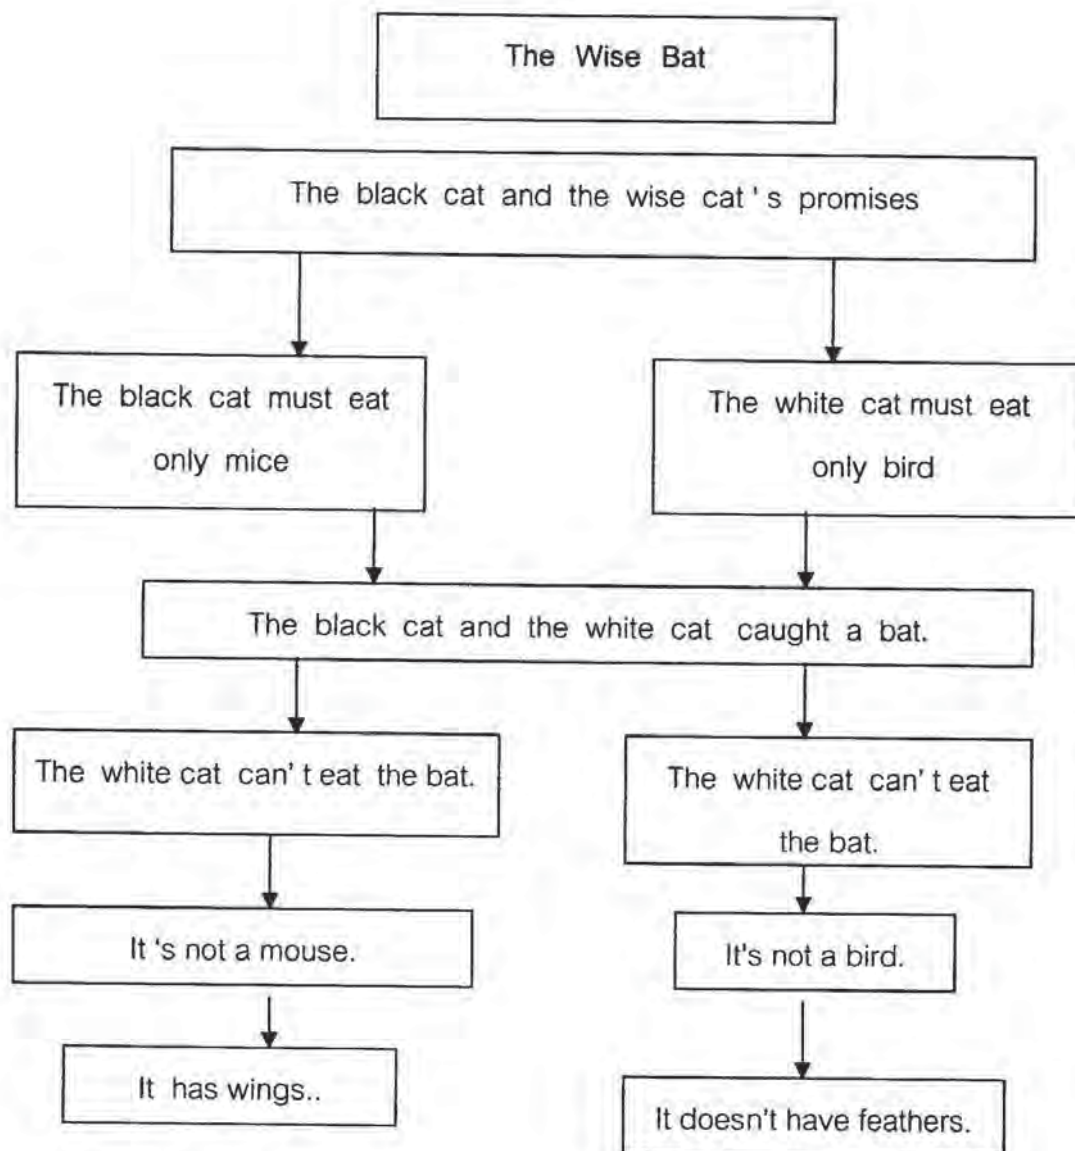 The Wise Bat
The black cat and the wise cat's promises
The black cat must eat
only mice
The white cat must eat
only bird
The black cat and the white cat caught a bat.
The white cat can't eat the bat.
The white cat can't eat
the bat.
It's not a mouse.
It's not a bird.
It has wings..
It doesn't have feathers.